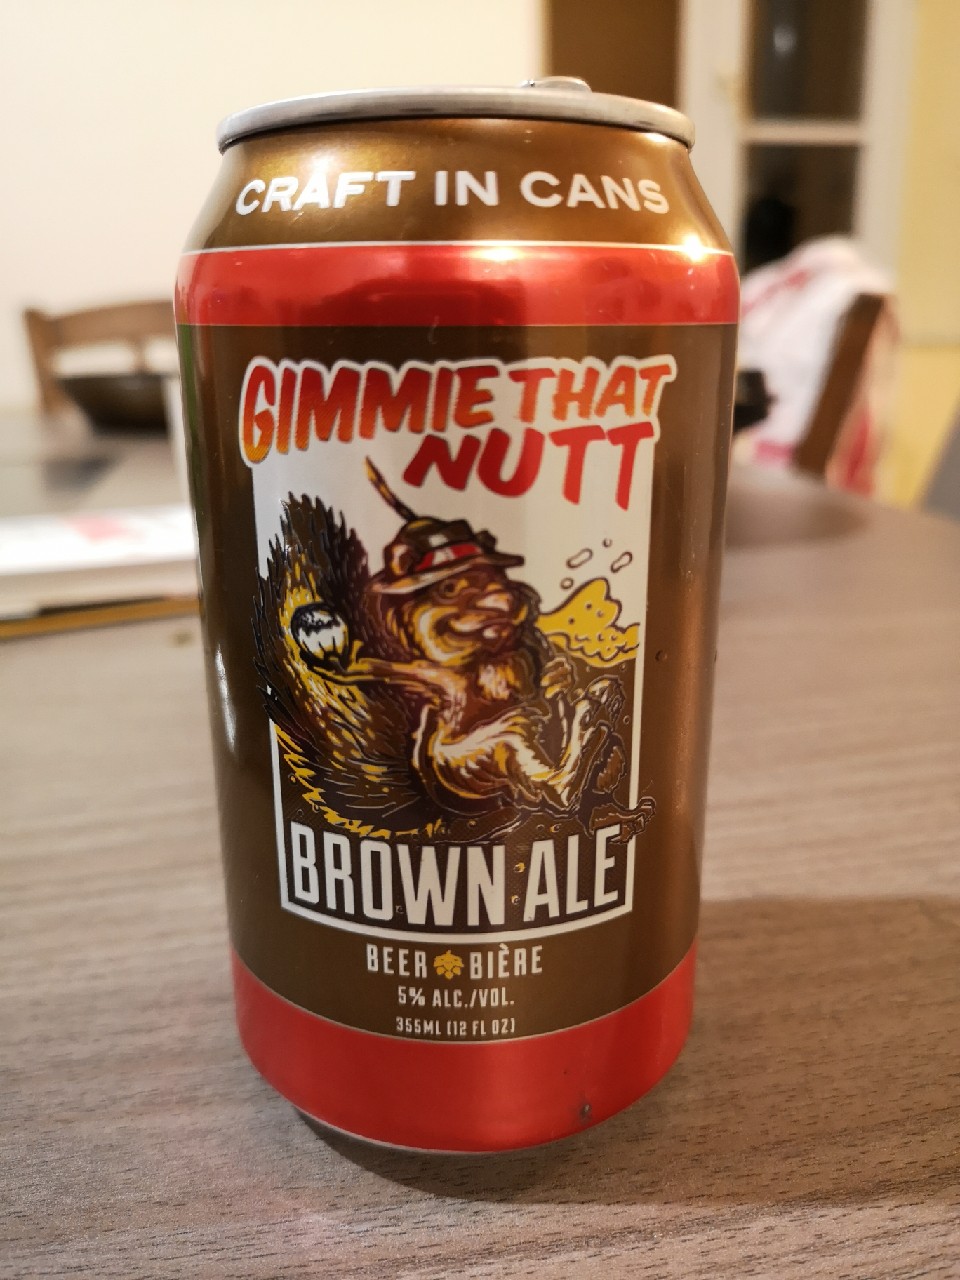 CRAFT IN CANS
GIMMIE THAT
NUTT
BROWN ALE
BEER BIÈRE
5% ALC./VOL.
355ML (12 FL OZ)